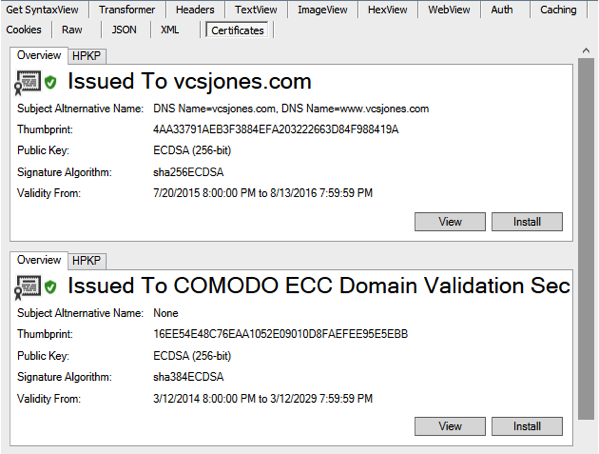 Get SyntaxView Transformer Headers TextView ImageView HexView WebView Auth Caching
Cookies Raw JSON XML Certificates
Overview HPKP
Issued To vcsjones.com
Subject Altnernative Name: DNS Name=vcsjones.com, DNS Name=www.vcsjones.com
Thumbprint: 4AA33791AEB3F3884EFA203222663D84F988419A
Public Key: ECDSA (256-bit)
Signature Algorithm: sha256ECDSA
Validity From: 7/20/2015 8:00:00 PM to 8/13/2016 7:59:59 PM
View Install
Overview HPKP
Issued To COMODO ECC Domain Validation Sec
Subject Altnernative Name: None
Thumbprint: 16EE54E48C76EAA1052E09010D8FAEFEE95E5EBB
Public Key: ECDSA (256-bit)
Signature Algorithm: sha384ECDSA
Validity From: 3/12/2014 8:00:00 PM to 3/12/2029 7:59:59 PM
View Install